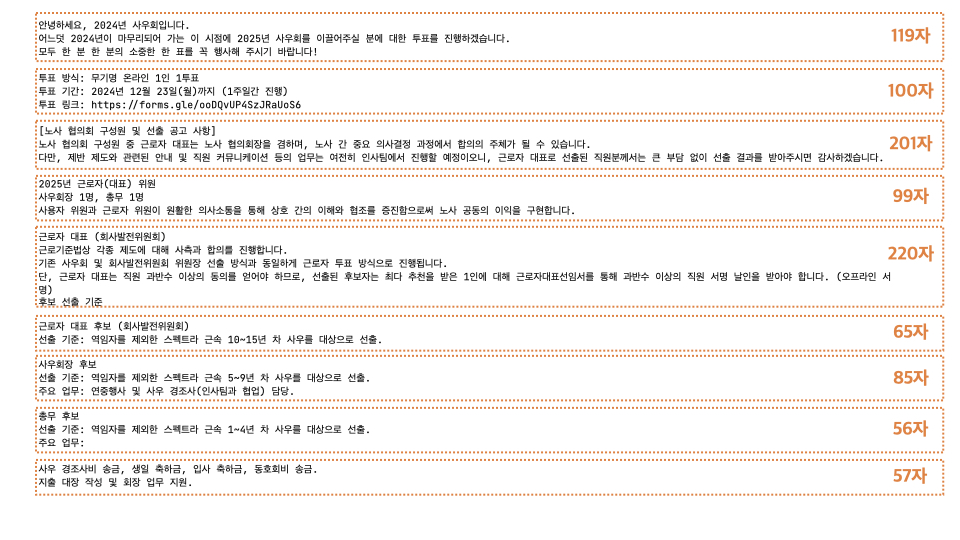 안녕하세요, 2024년 사우회입니다.
어느덧 2024년이 마무리되어 가는 이 시점에 2025년 사우회를 이끌어주실 분에 대한 투표를 진행하겠습니다.
모두 한 분 한 분의 소중한 한 표를 꼭 행사해 주시기 바랍니다!
119자
투표 방식: 무기명 온라인 1인 1투표
투표 기간: 2024년 12월 23일(월)까지 (1주일간 진행)
투표 링크: https://forms.gle/ooDQvUP4SzJRaUoS6
100자
[노사 협의회 구성원 및 선출 공고 사항]
노사 협의회 구성원 중 근로자 대표는 노사 협의회장을 겸하며, 노사 간 중요 의사결정 과정에서 합의의 주체가 될 수 있습니다.
다만, 제반 제도와 관련된 안내 및 직원 커뮤니케이션 등의 업무는 여전히 인사팀에서 진행할 예정이오니, 근로자 대표로 선출된 직원분께서는 큰 부담 없이 선출 결과를 받아주시면 감사하겠습니다.
201자
2025년 근로자(대표) 위원
사우회장 1명, 총무 1명
사용자 위원과 근로자 위원이 원활한 의사소통을 통해 상호 간의 이해와 협조를 증진함으로써 노사 공동의 이익을 구현합니다.
99자
근로자 대표 (회사발전위원회)
근로기준법상 각종 제도에 대해 사측과 합의를 진행합니다.
기존 사우회 및 회사발전위원회 위원장 선출 방식과 동일하게 근로자 투표 방식으로 진행됩니다.
단, 근로자 대표는 직원 과반수 이상의 동의를 얻어야 하므로, 선출된 후보자는 최다 추천을 받은 1인에 대해 근로자대표선임서를 통해 과반수 이상의 직원 서명 날인을 받아야 합니다. (오프라인 서
명)
후보 선출 기준
220자
근로자 대표 후보 (회사발전위원회)
선출 기준: 역임자를 제외한 스펙트라 근속 10~15년 차 사우를 대상으로 선출.
65자
사우회장 후보
선출 기준: 역임자를 제외한 스펙트라 근속 5~9년 차 사우를 대상으로 선출.
주요 업무: 연중행사 및 사우 경조사(인사팀과 협업) 담당.
85자
총무 후보
선출 기준: 역임자를 제외한 스펙트라 근속 1~4년 차 사우를 대상으로 선출.
주요 업무:
56자
사우 경조사비 송금, 생일 축하금, 입사 축하금, 동호회비 송금.
지출 대장 작성 및 회장 업무 지원.
57자